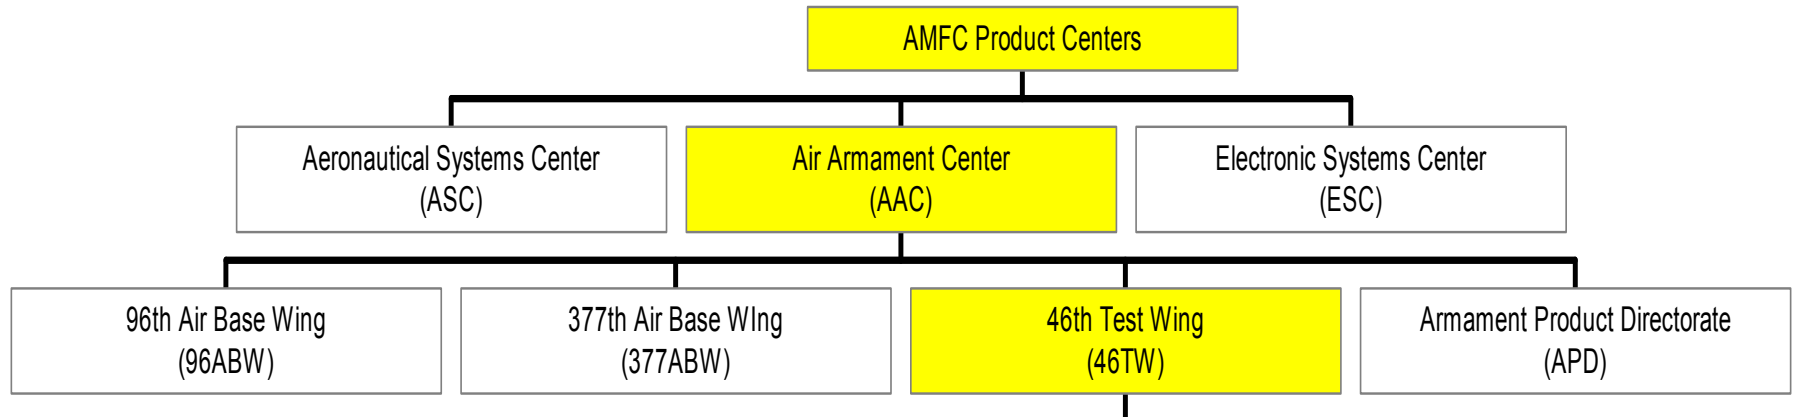 AMFC Product Centers
Aeronautical Systems Center
(ASC)
Air Armament Center
(AAC)
Electronic Systems Center
(ESC)
96th Air Base Wing
(96ABW)
377th Air Base WIng
(377ABW)
46th Test Wing
(46TW)
Armament Product Directorate
(APD)